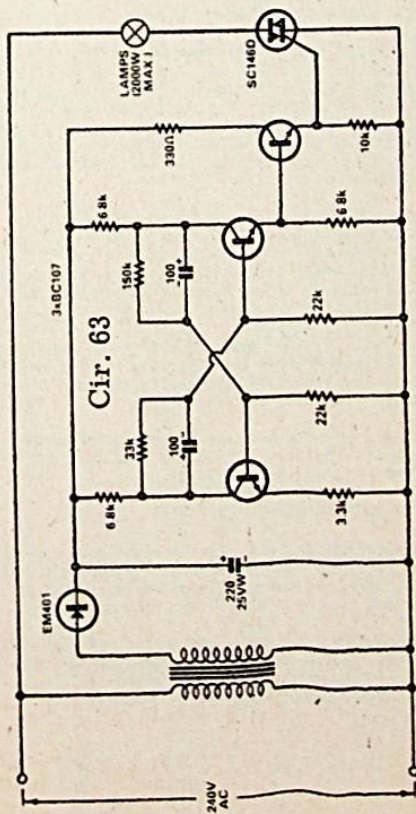 240V
AC
EM401
220
25VW
6.8k
33k
100
3.3k
22k
22k
Cir. 63
3xBC107
6.8k
150k
100
6.8k
330Ω
10k
LAMPS
(2000W
MAX)
SC146D